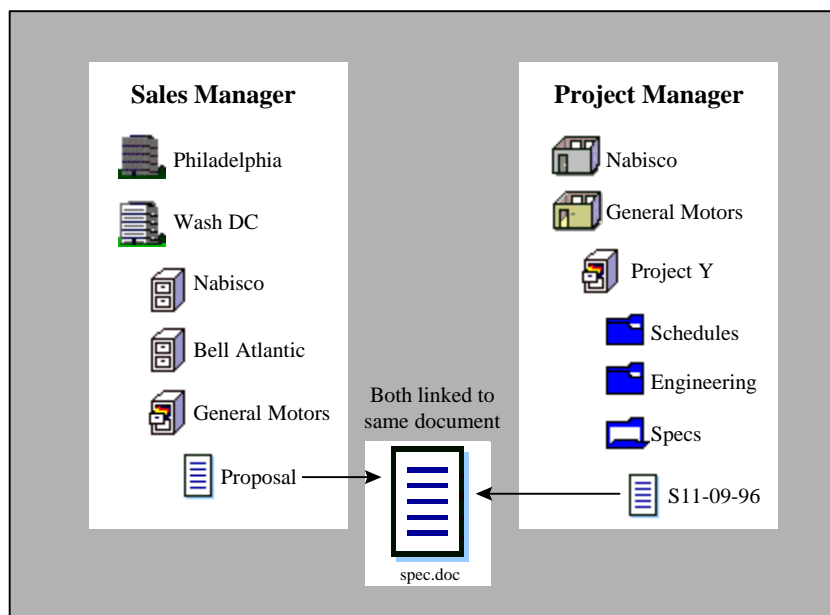 Sales Manager
Philadelphia
Wash DC
Nabisco
Bell Atlantic
General Motors
Proposal
Both linked to
same document
spec.doc
Project Manager
Nabisco
General Motors
Project Y
Schedules
Engineering
Specs
S11-09-96